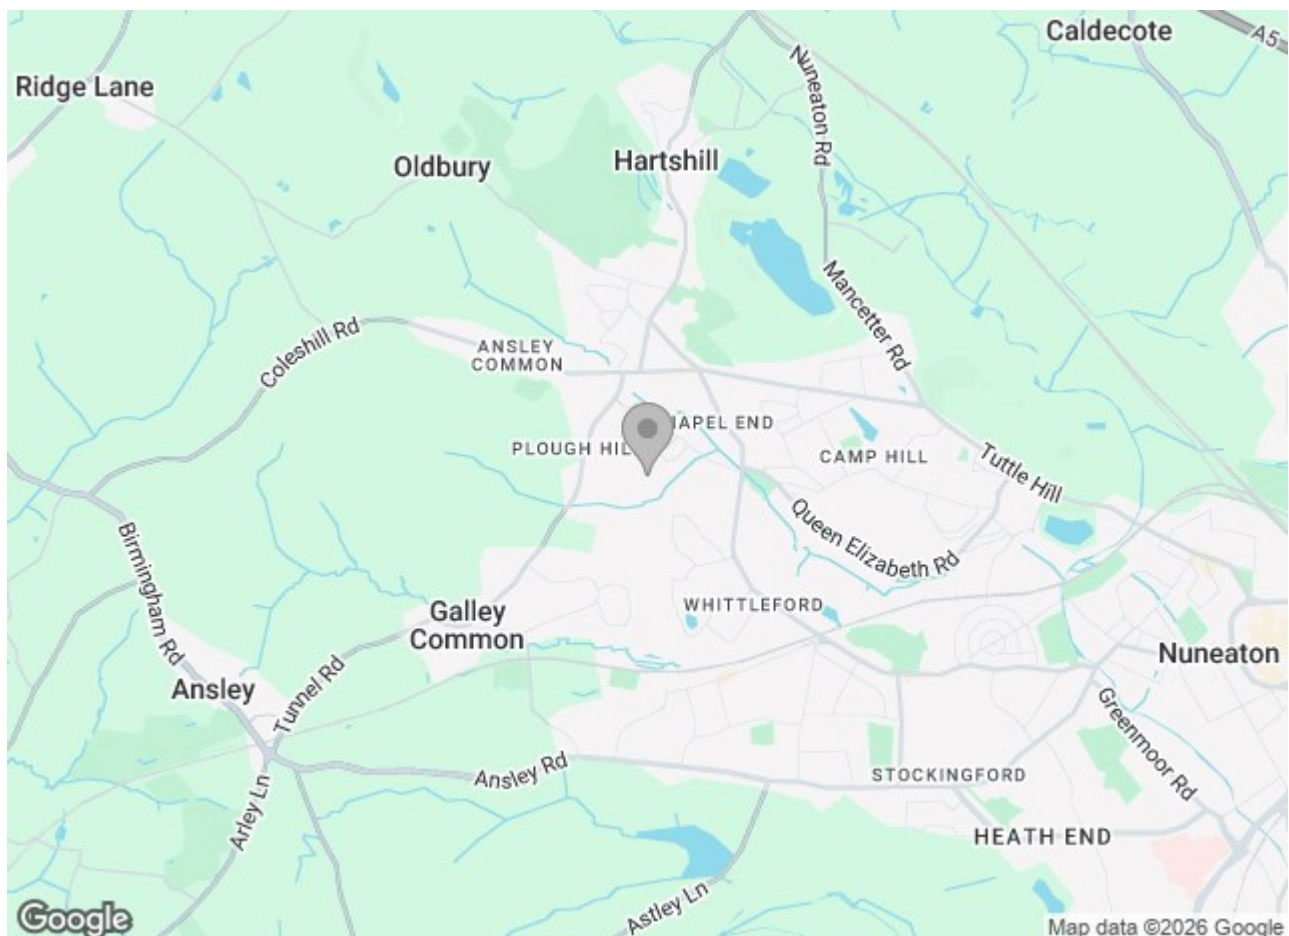 Caldecote
A5
Ridge Lane
Nuneaton Rd
Oldbury
Hartshill
Mancetter Rd
Coleshill Rd
ANSLEY
COMMON
HAPEL END
PLOUGH HIL
CAMP HILL
Tuttle Hill
Queen Elizabeth Rd
Birmingham Rd
Galley
Common
WHITTLEFORD
Nuneaton
Ansley
Tunnel Rd
Greenmoor Rd
Ansley Rd
STOCKINGFORD
Arley Ln
HEATH END
Astley Ln
Google
Map data ©2026 Google